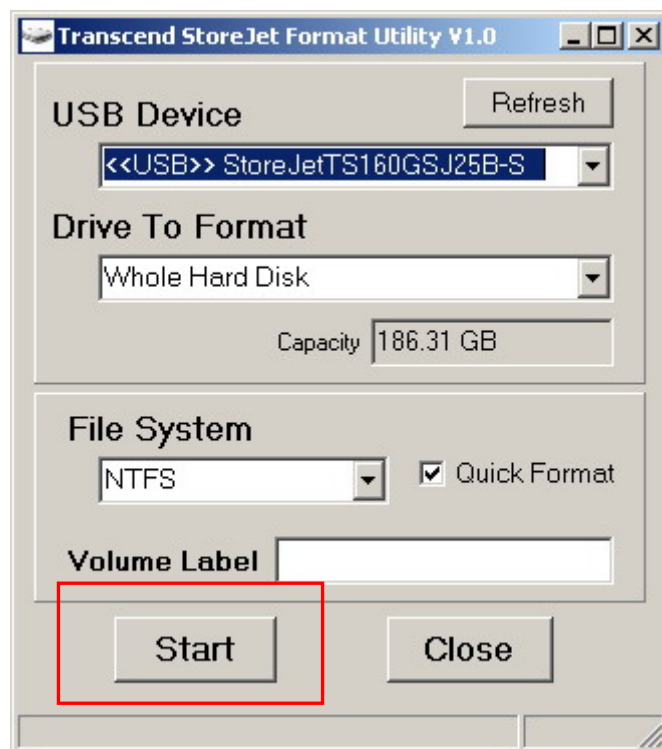 Transcend StoreJet Format Utility V1.0
USB Device
Refresh
<<USB>> StoreJetTS160GSJ25B-S
Drive To Format
Whole Hard Disk
Capacity 186.31 GB
File System
NTFS
Quick Format
Volume Label
Start
Close